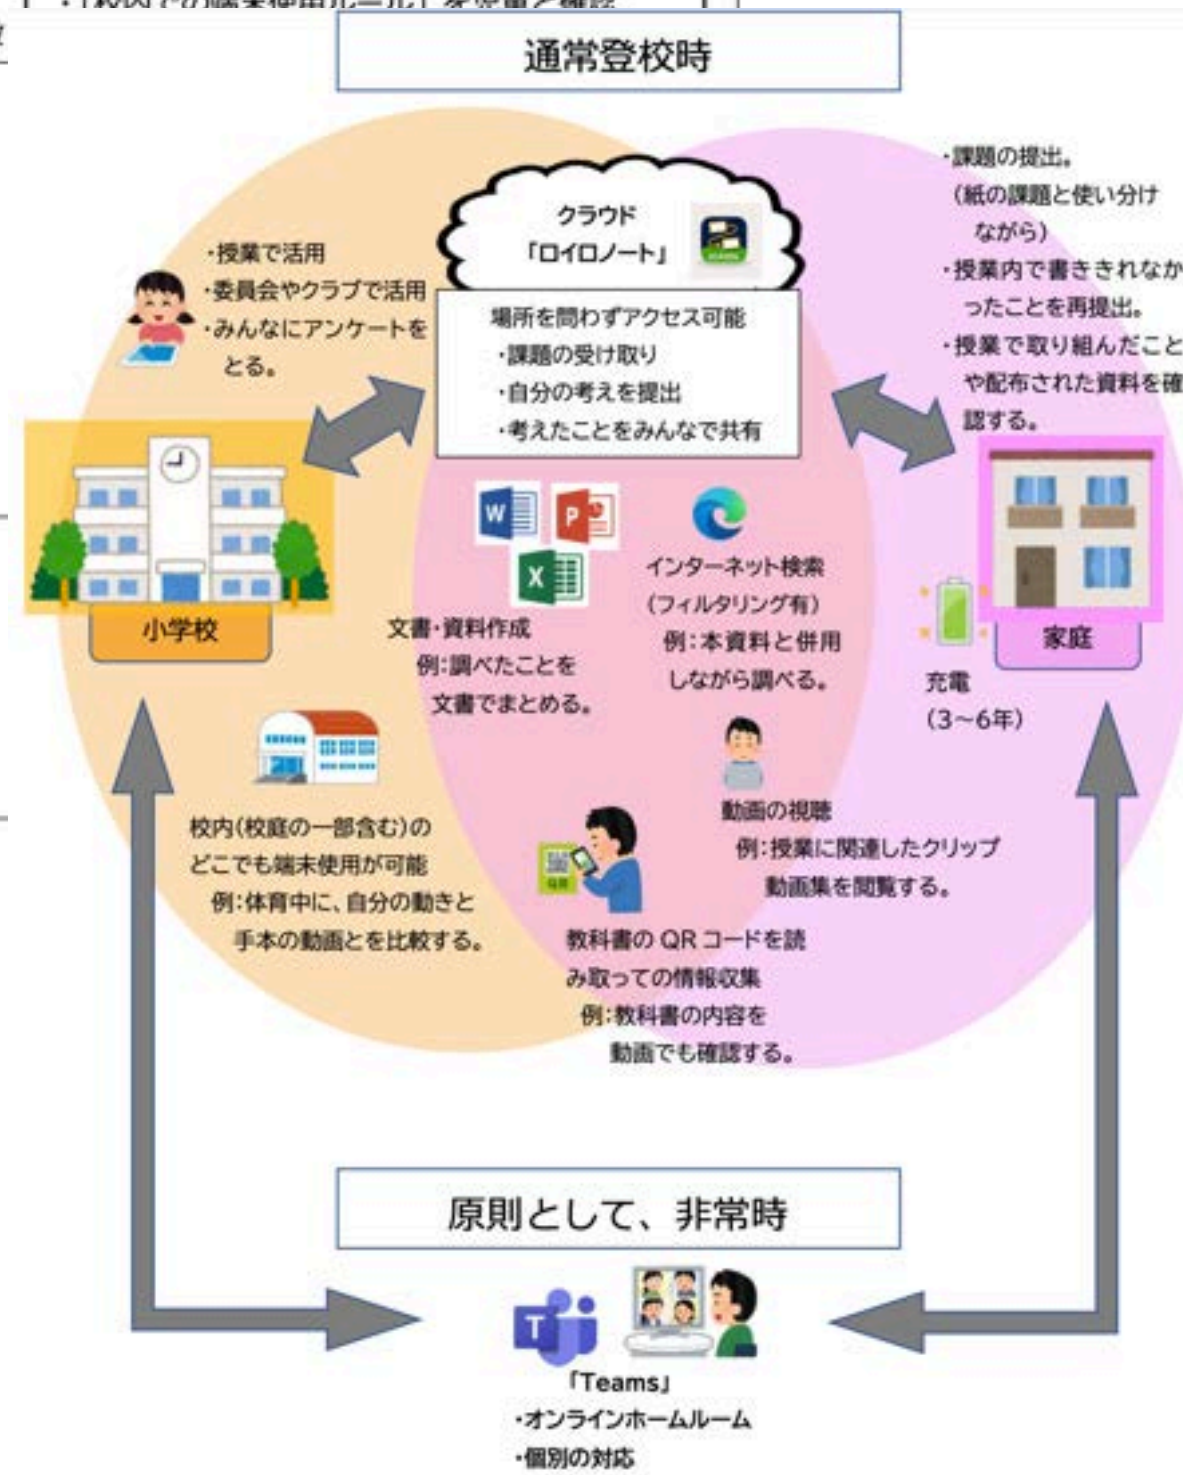 通常登校時
クラウド
「ロイロノート」
場所を問わずアクセス可能
・課題の受け取り
・自分の考えを提出
・考えたことをみんなで共有
・授業で活用
・委員会やクラブで活用
・みんなにアンケートを
とる。
・課題の提出。
(紙の課題と使い分け
ながら)
・授業内で書ききれなか
ったことを再提出。
・授業で取り組んだこと
や配布された資料を確
認する。
小学校
W
P
X
文書・資料作成
例：調べたことを
文書でまとめる。
インターネット検索
(フィルタリング有)
例：本資料と併用
しながら調べる。
家庭
充電
(3～6年)
校内(校庭の一部含む)の
どこでも端末使用が可能
例：体育中に、自分の動きと
手本の動画とを比較する。
動画の視聴
例：授業に関連したクリップ
動画集を閲覧する。
教科書の QR コードを読
み取っての情報収集
例：教科書の内容を
動画でも確認する。
原則として、非常時
T
「Teams」
・オンラインホームルーム
・個別の対応